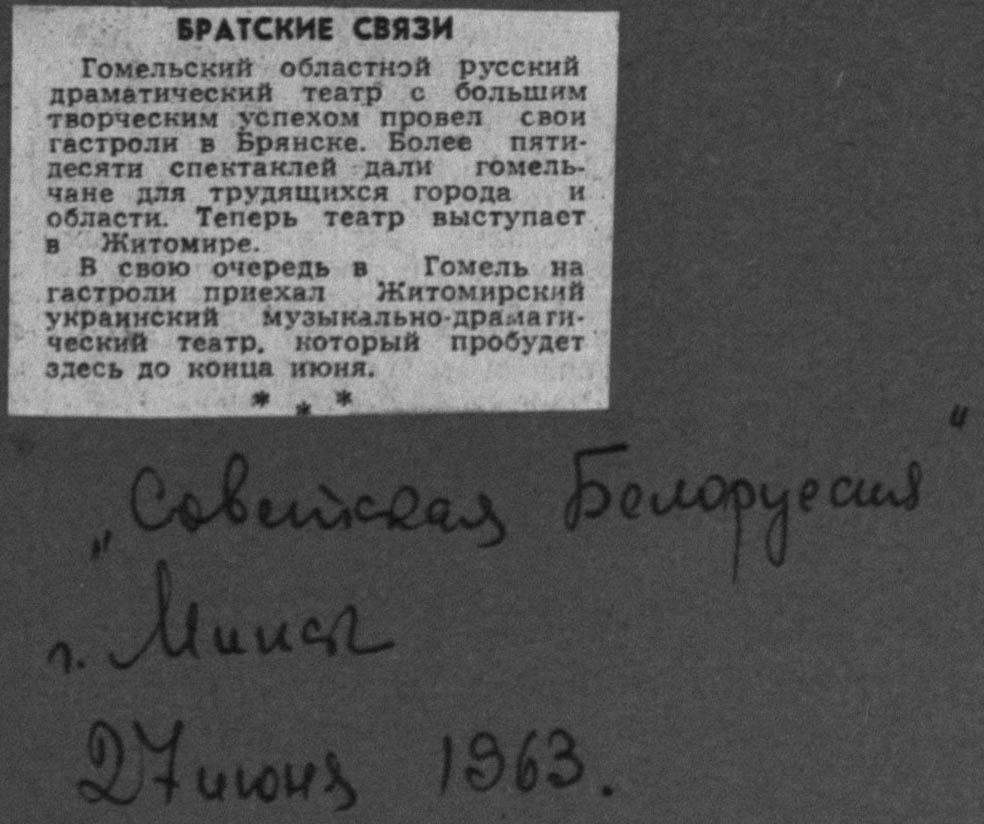 БРАТСКИЕ СВЯЗИ
Гомельский областной русский
драматический театр с большим
творческим успехом провел свои
гастроли в Брянске. Более пяти-
десяти спектаклей дали гомель-
чане для трудящихся города и
области. Теперь театр выступает
в Житомире.
В свою очередь в Гомель на
гастроли приехал Житомирский
украинский музыкально-драмати-
ческий театр, который пробудет
здесь до конца июня.
* * *
„Советская Белоруссия"
г. Минск
27 июня 1963.